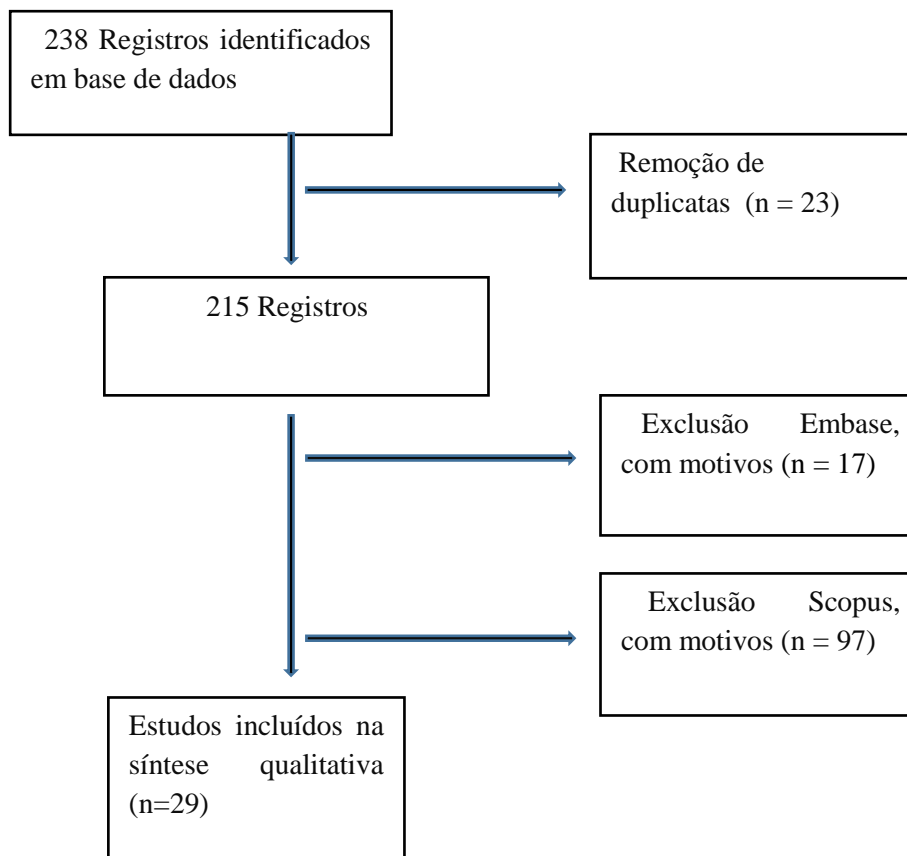 238 Registros identificados
em base de dados
Remoção de
duplicatas (n = 23)
215 Registros
Exclusão Embase,
com motivos (n = 17)
Exclusão Scopus,
com motivos (n = 97)
Estudos incluídos na
síntese qualitativa
(n=29)